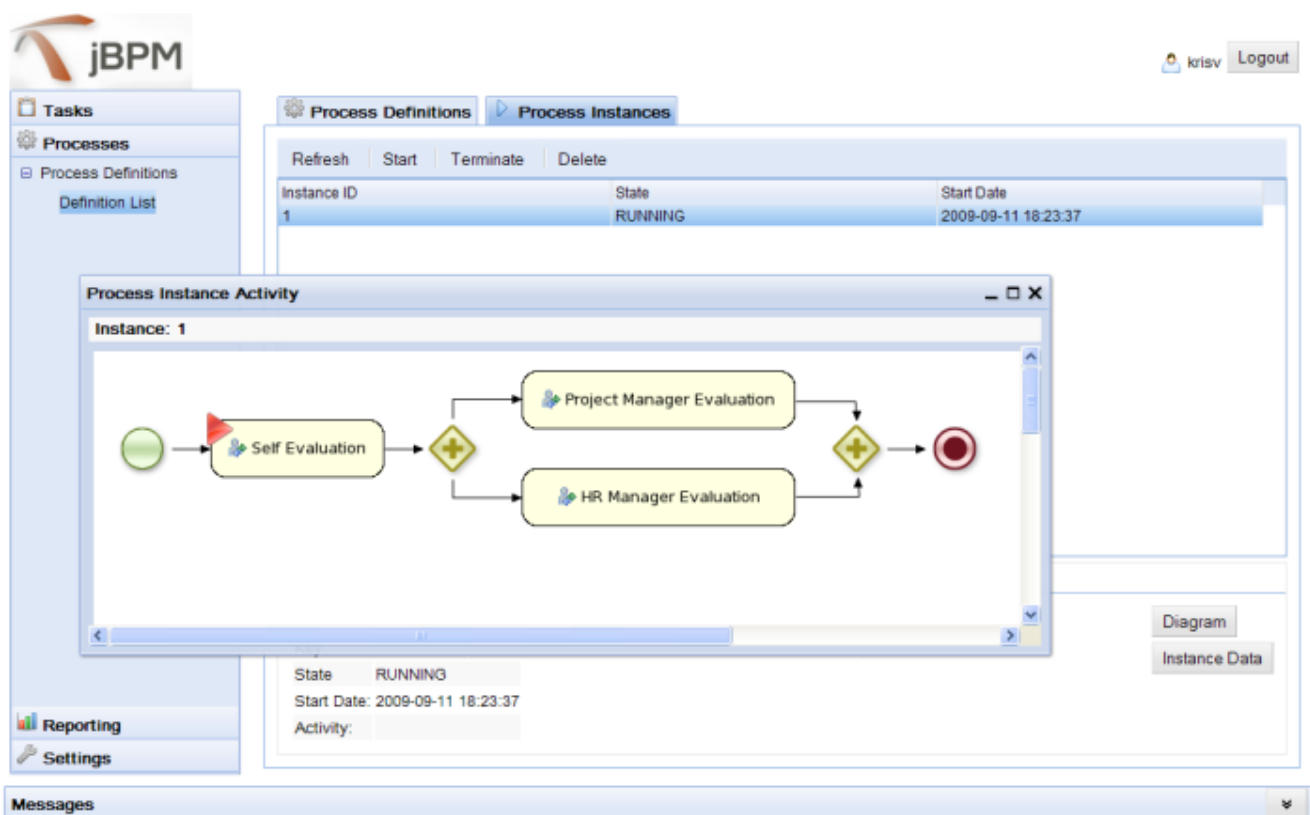 jBPM
krisv Logout
Tasks
Processes
Process Definitions
Definition List
Reporting
Settings
Process Definitions Process Instances
Refresh Start Terminate Delete
Instance ID State Start Date
1 RUNNING 2009-09-11 18:23:37
Process Instance Activity
Instance: 1
Self Evaluation
Project Manager Evaluation
HR Manager Evaluation
State RUNNING
Start Date: 2009-09-11 18:23:37
Activity:
Diagram
Instance Data
Messages